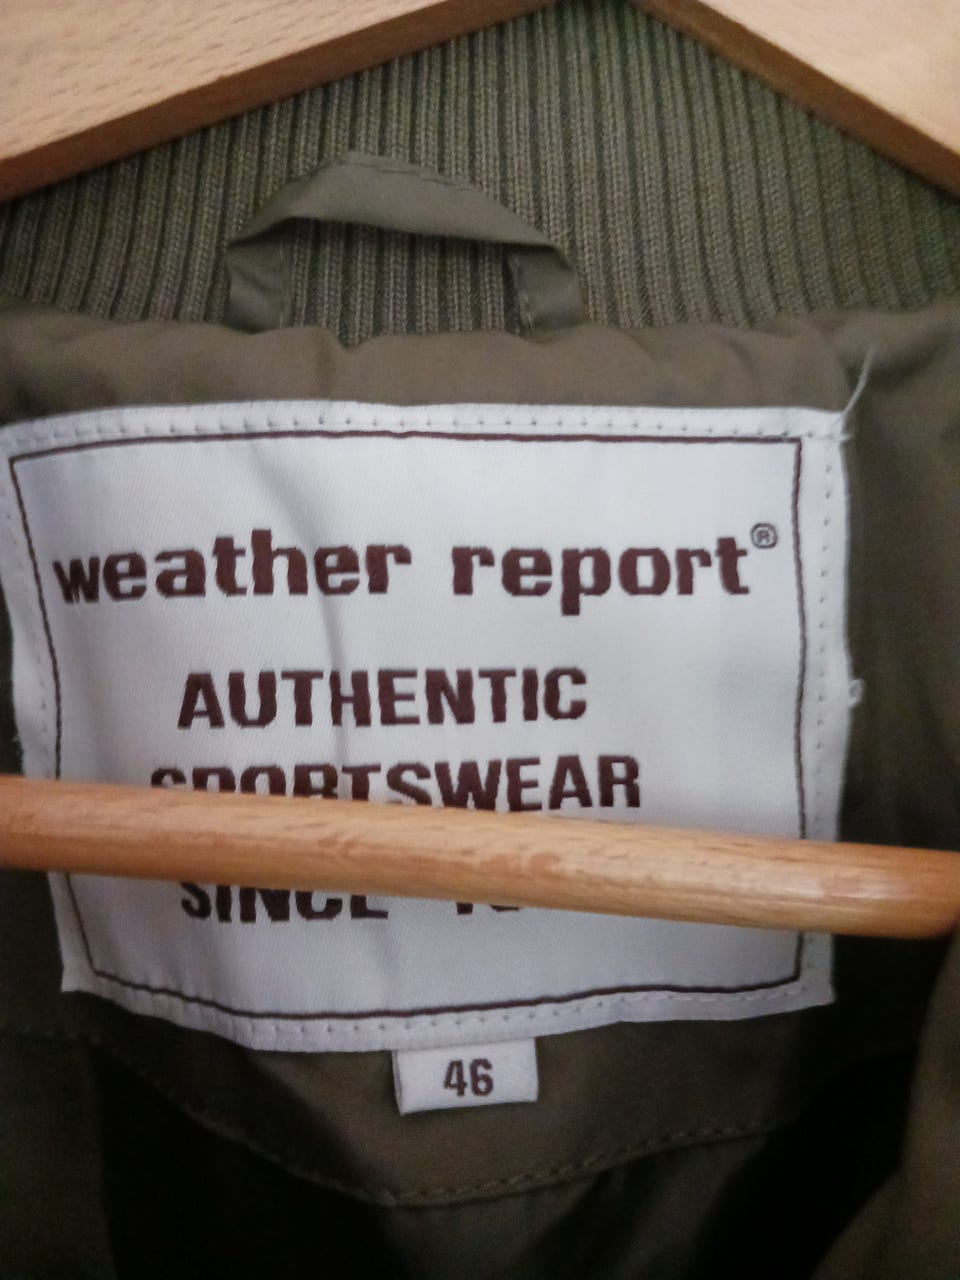 weather report®
AUTHENTIC
SPORTSWEAR
SINCE
46